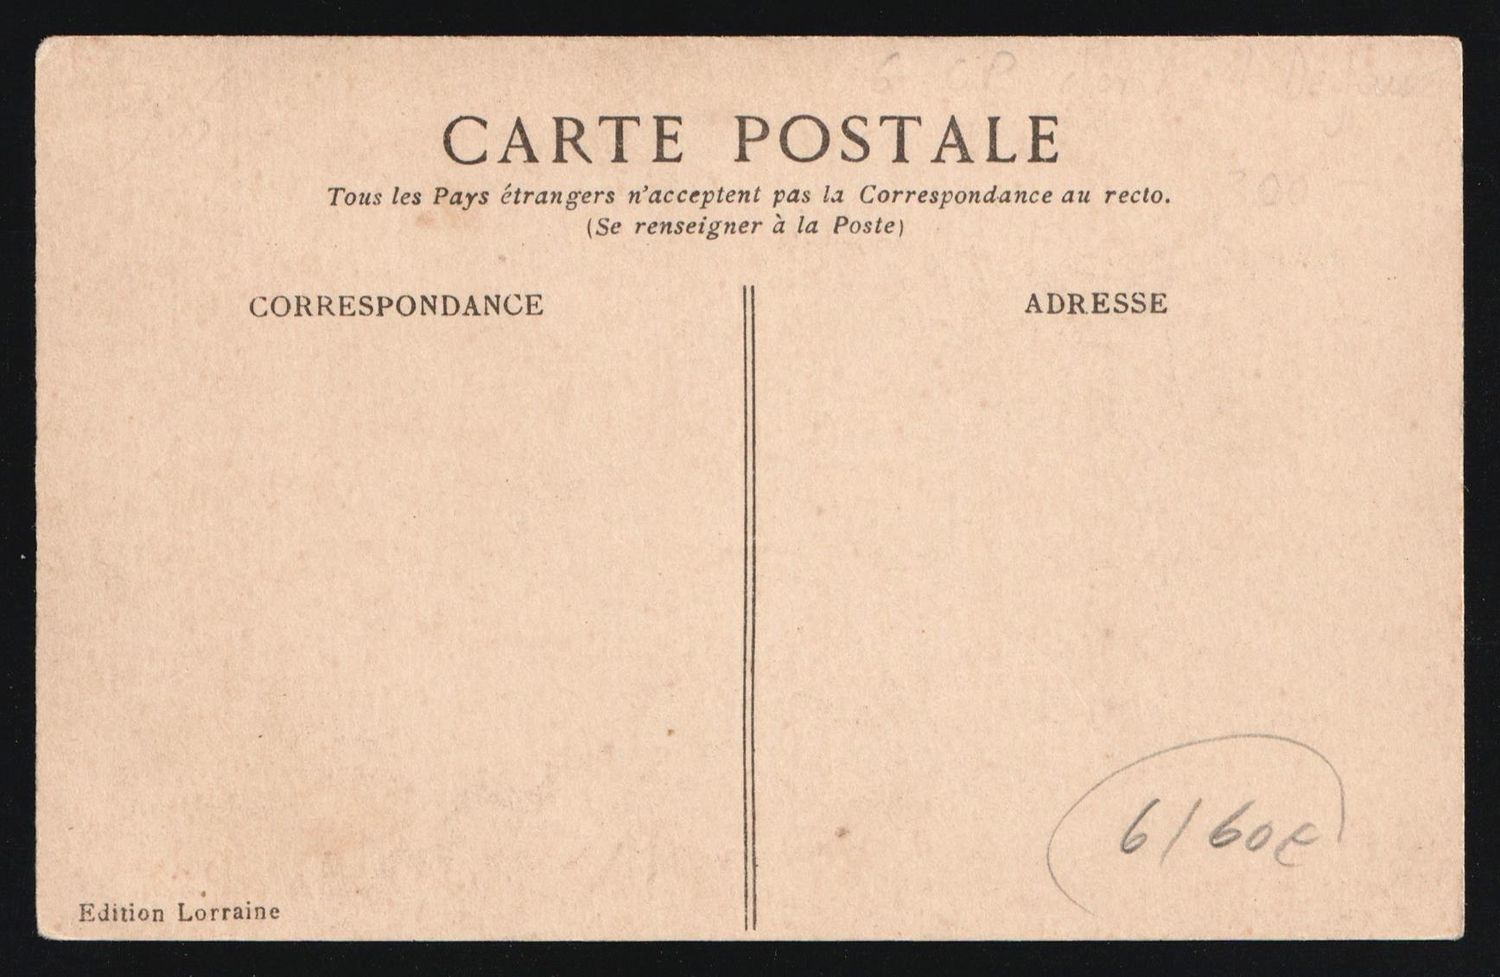 CARTE POSTALE
Tous les Pays étrangers n'acceptent pas la Correspondance au recto.
(Se renseigner à la Poste)
CORRESPONDANCE
ADRESSE
6/60€
Edition Lorraine